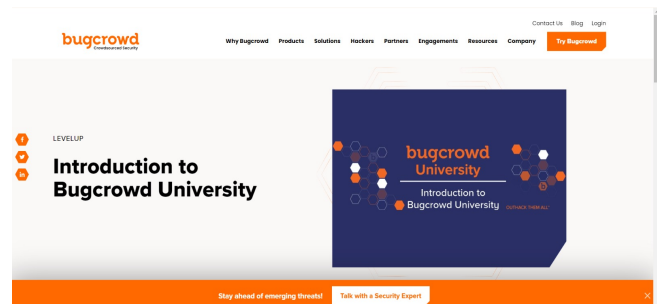 Contact Us Blog Login
bugcrowd
Crowdsourced Security
Why Bugcrowd Products Solutions Hackers Partners Engagements Resources Company Try Bugcrowd
LEVELUP
Introduction to
Bugcrowd University
bugcrowd
University
Introduction to
Bugcrowd University
OUTHACK THEM ALL™
Stay ahead of emerging threats! Talk with a Security Expert